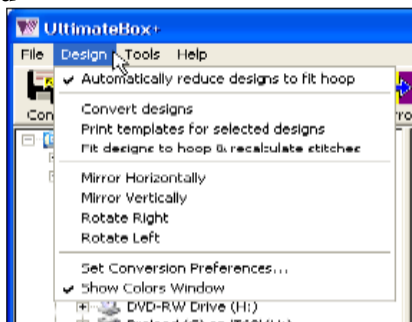 UltimateBox+
File Design Tools Help
Automatically reduce designs to fit hoop
Con
Convert designs
Print templates for selected designs
Fit designs to hoop & recalculate stitches
Mirror Horizontally
Mirror Vertically
Rotate Right
Rotate Left
Set Conversion Preferences...
Show Colors Window
DVD-RW Drive (H:)